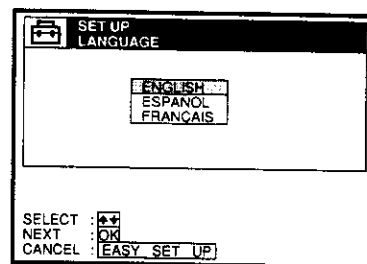 SET UP
LANGUAGE
ENGLISH
ESPAÑOL
FRANÇAIS
SELECT : ♦♦
NEXT : OK
CANCEL : EASY SET UP